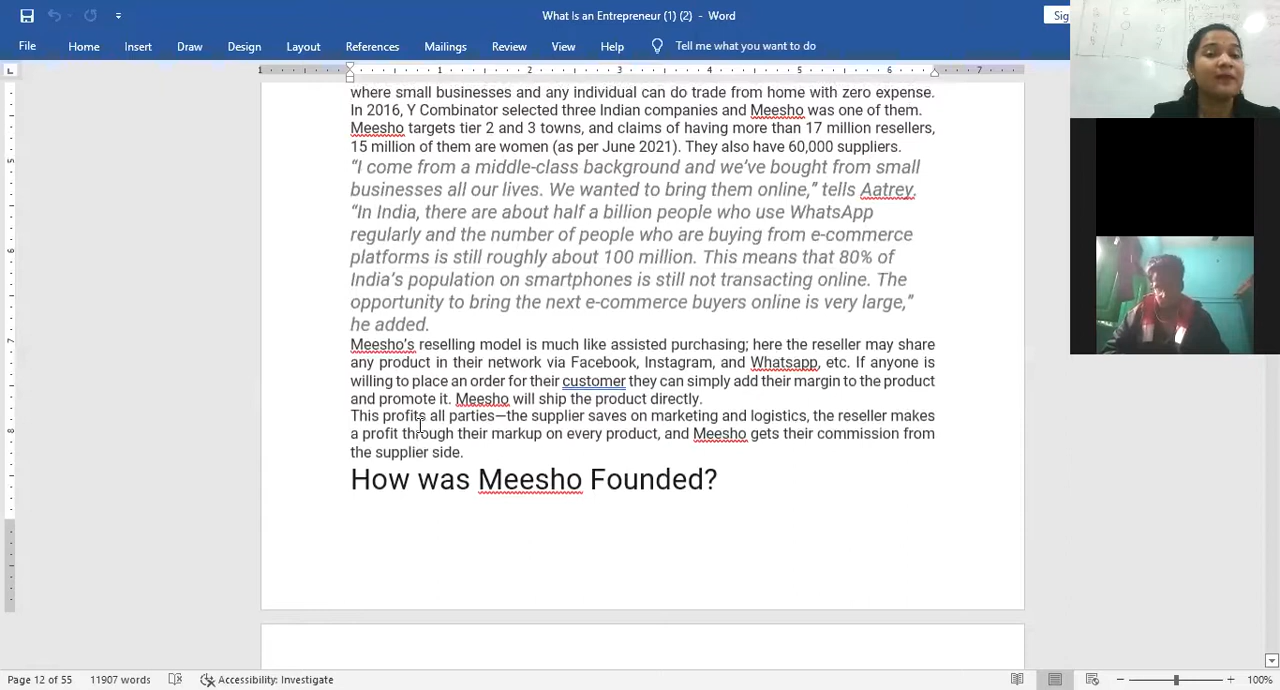 What Is an Entrepreneur (1) (2) - Word
Sig
File Home Insert Draw Design Layout References Mailings Review View Help Tell me what you want to do
1 1 2 3 4 5 6 7
where small businesses and any individual can do trade from home with zero expense.
In 2016, Y Combinator selected three Indian companies and Meesho was one of them.
Meesho targets tier 2 and 3 towns, and claims of having more than 17 million resellers,
15 million of them are women (as per June 2021). They also have 60,000 suppliers.
“I come from a middle-class background and we’ve bought from small
businesses all our lives. We wanted to bring them online,” tells Aatrey.
“In India, there are about half a billion people who use WhatsApp
regularly and the number of people who are buying from e-commerce
platforms is still roughly about 100 million. This means that 80% of
India’s population on smartphones is still not transacting online. The
opportunity to bring the next e-commerce buyers online is very large,”
he added.
Meesho’s reselling model is much like assisted purchasing; here the reseller may share
any product in their network via Facebook, Instagram, and Whatsapp, etc. If anyone is
willing to place an order for their customer they can simply add their margin to the product
and promote it. Meesho will ship the product directly.
This profits all parties—the supplier saves on marketing and logistics, the reseller makes
a profit through their markup on every product, and Meesho gets their commission from
the supplier side.
How was Meesho Founded?
5
6
7
8
Page 12 of 55 11907 words Accessibility: Investigate 100%